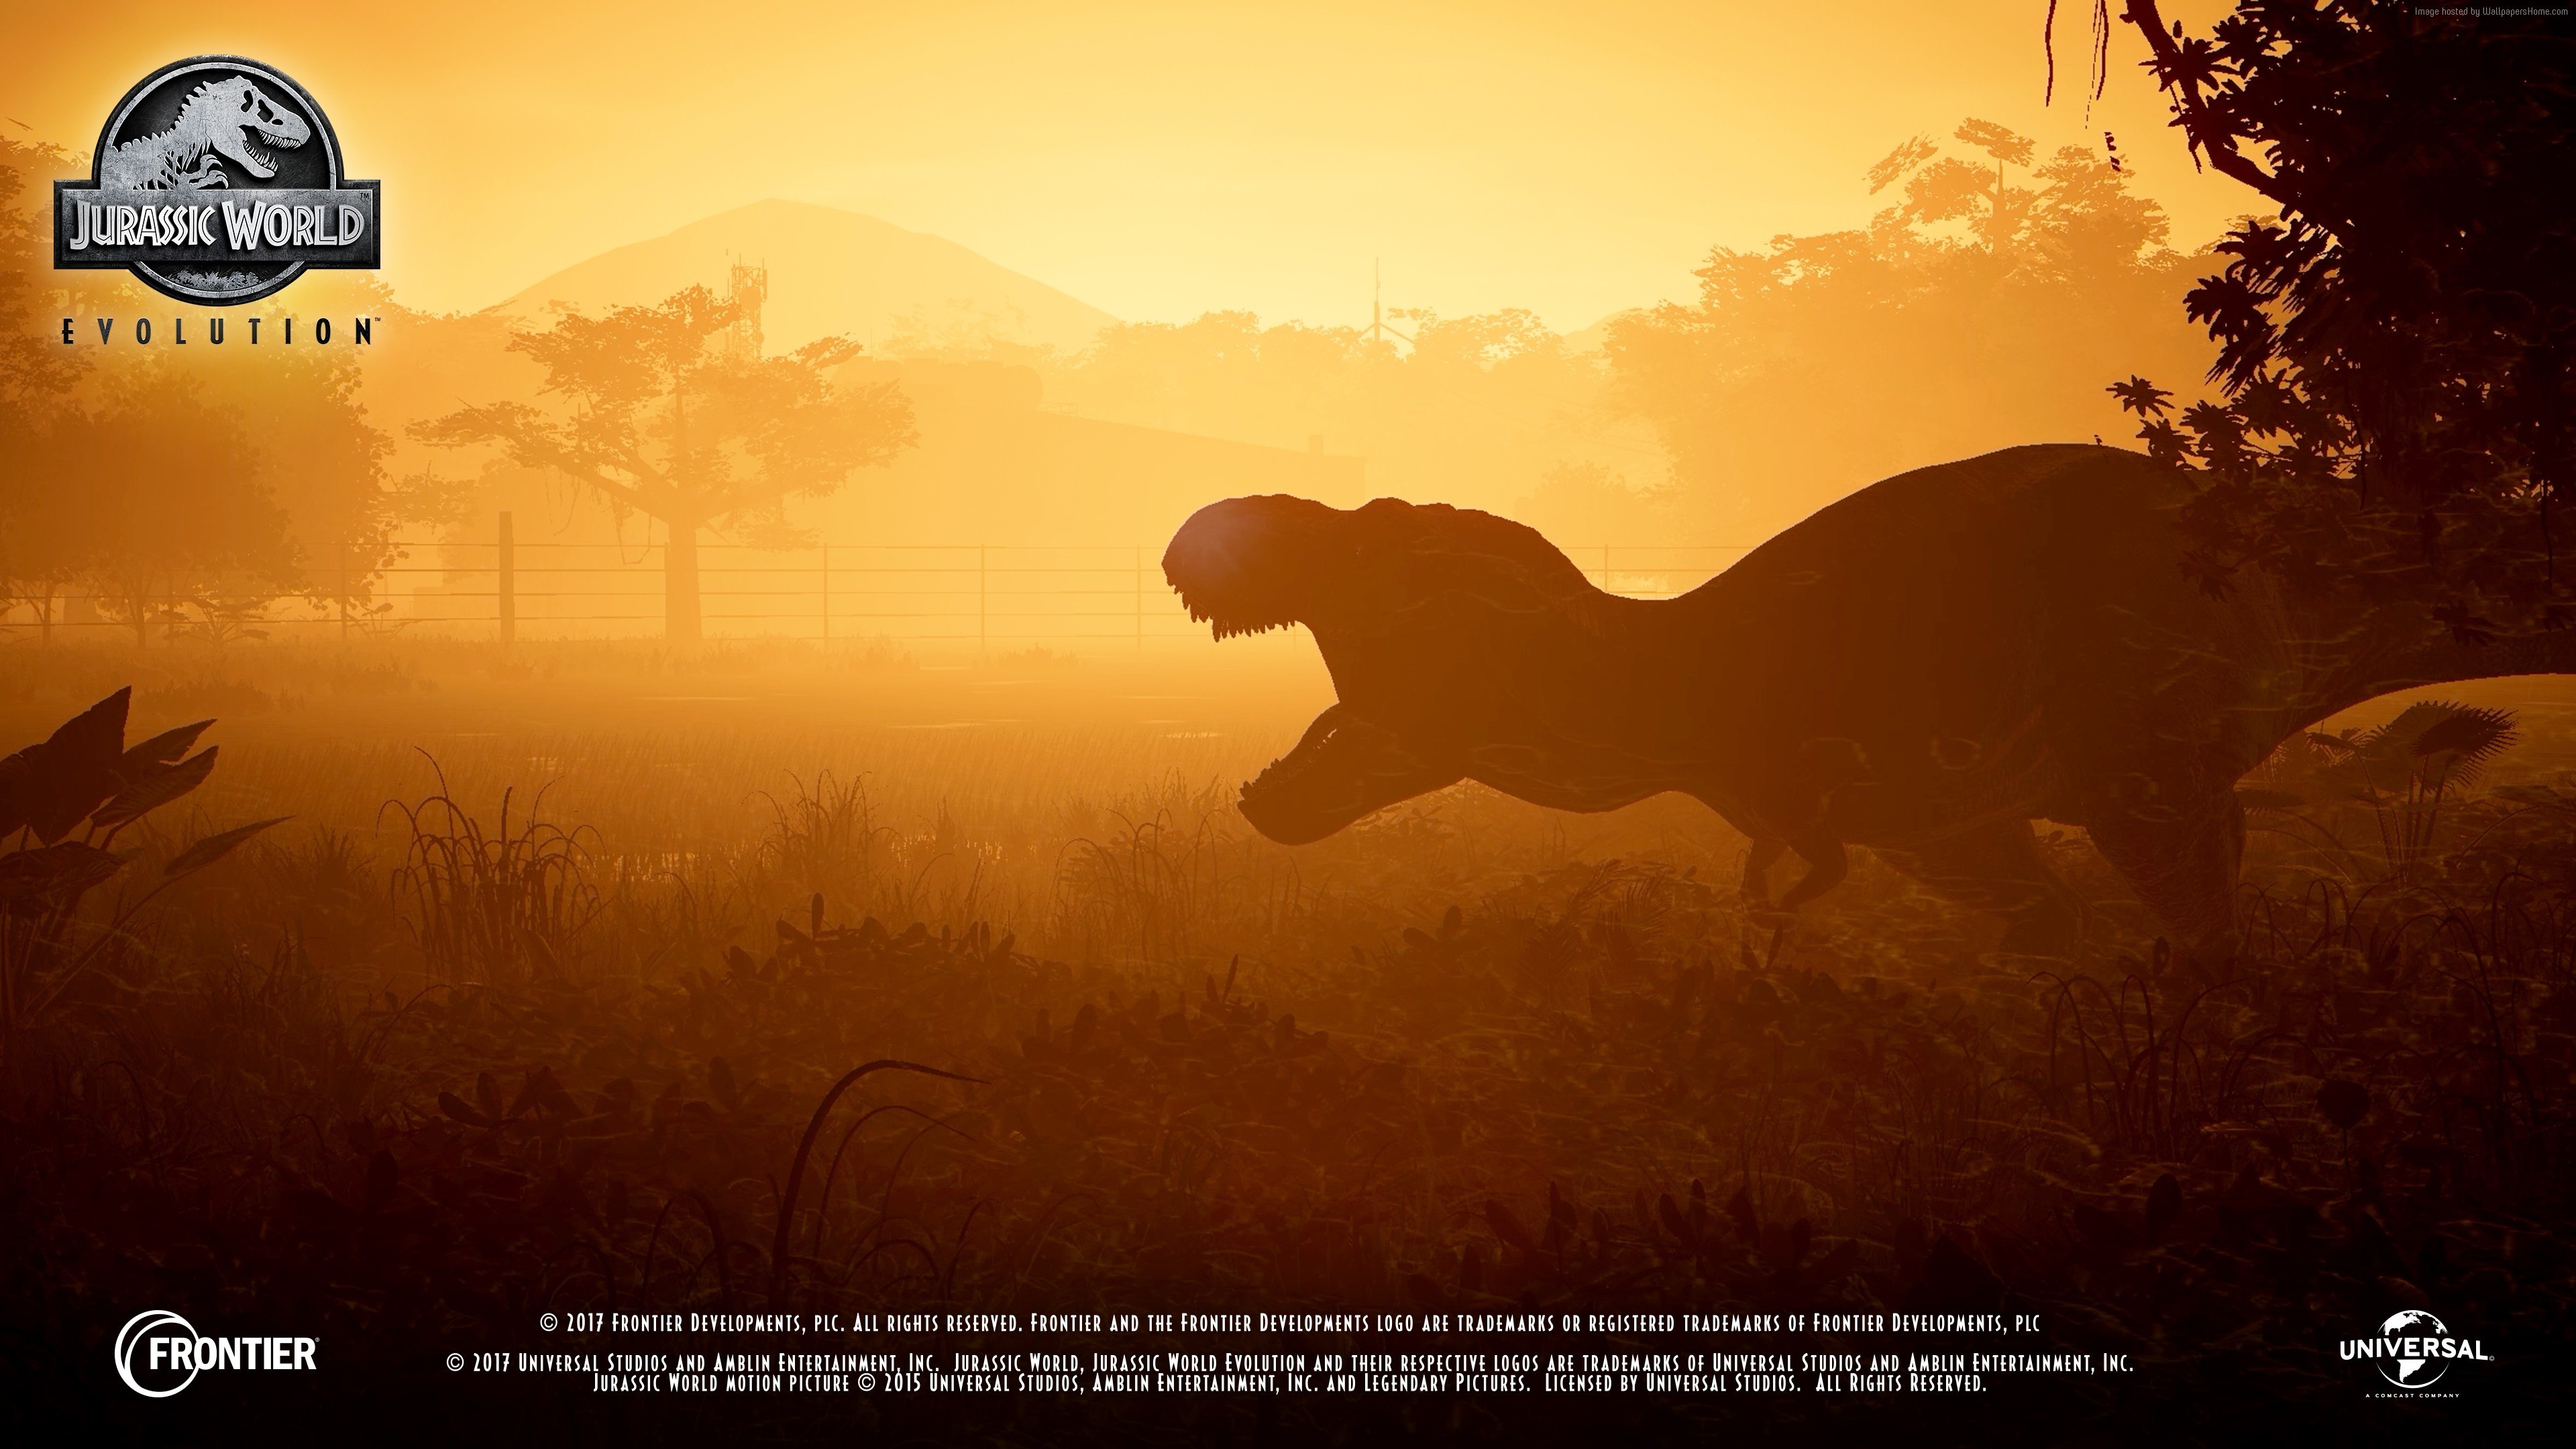 Image hosted by WallpapersHome.com
JURASSIC WORLD™
EVOLUTION™
© 2017 Frontier Developments, plc. All rights reserved. Frontier and the Frontier Developments logo are trademarks or registered trademarks of Frontier Developments, plc
© 2017 Universal Studios and Amblin Entertainment, Inc. Jurassic World, Jurassic World Evolution and their respective logos are trademarks of Universal Studios and Amblin Entertainment, Inc.
Jurassic World motion picture © 2015 Universal Studios, Amblin Entertainment, Inc. and Legendary Pictures. Licensed by Universal Studios. All Rights Reserved.
FRONTIER®
UNIVERSAL®
A COMCAST COMPANY